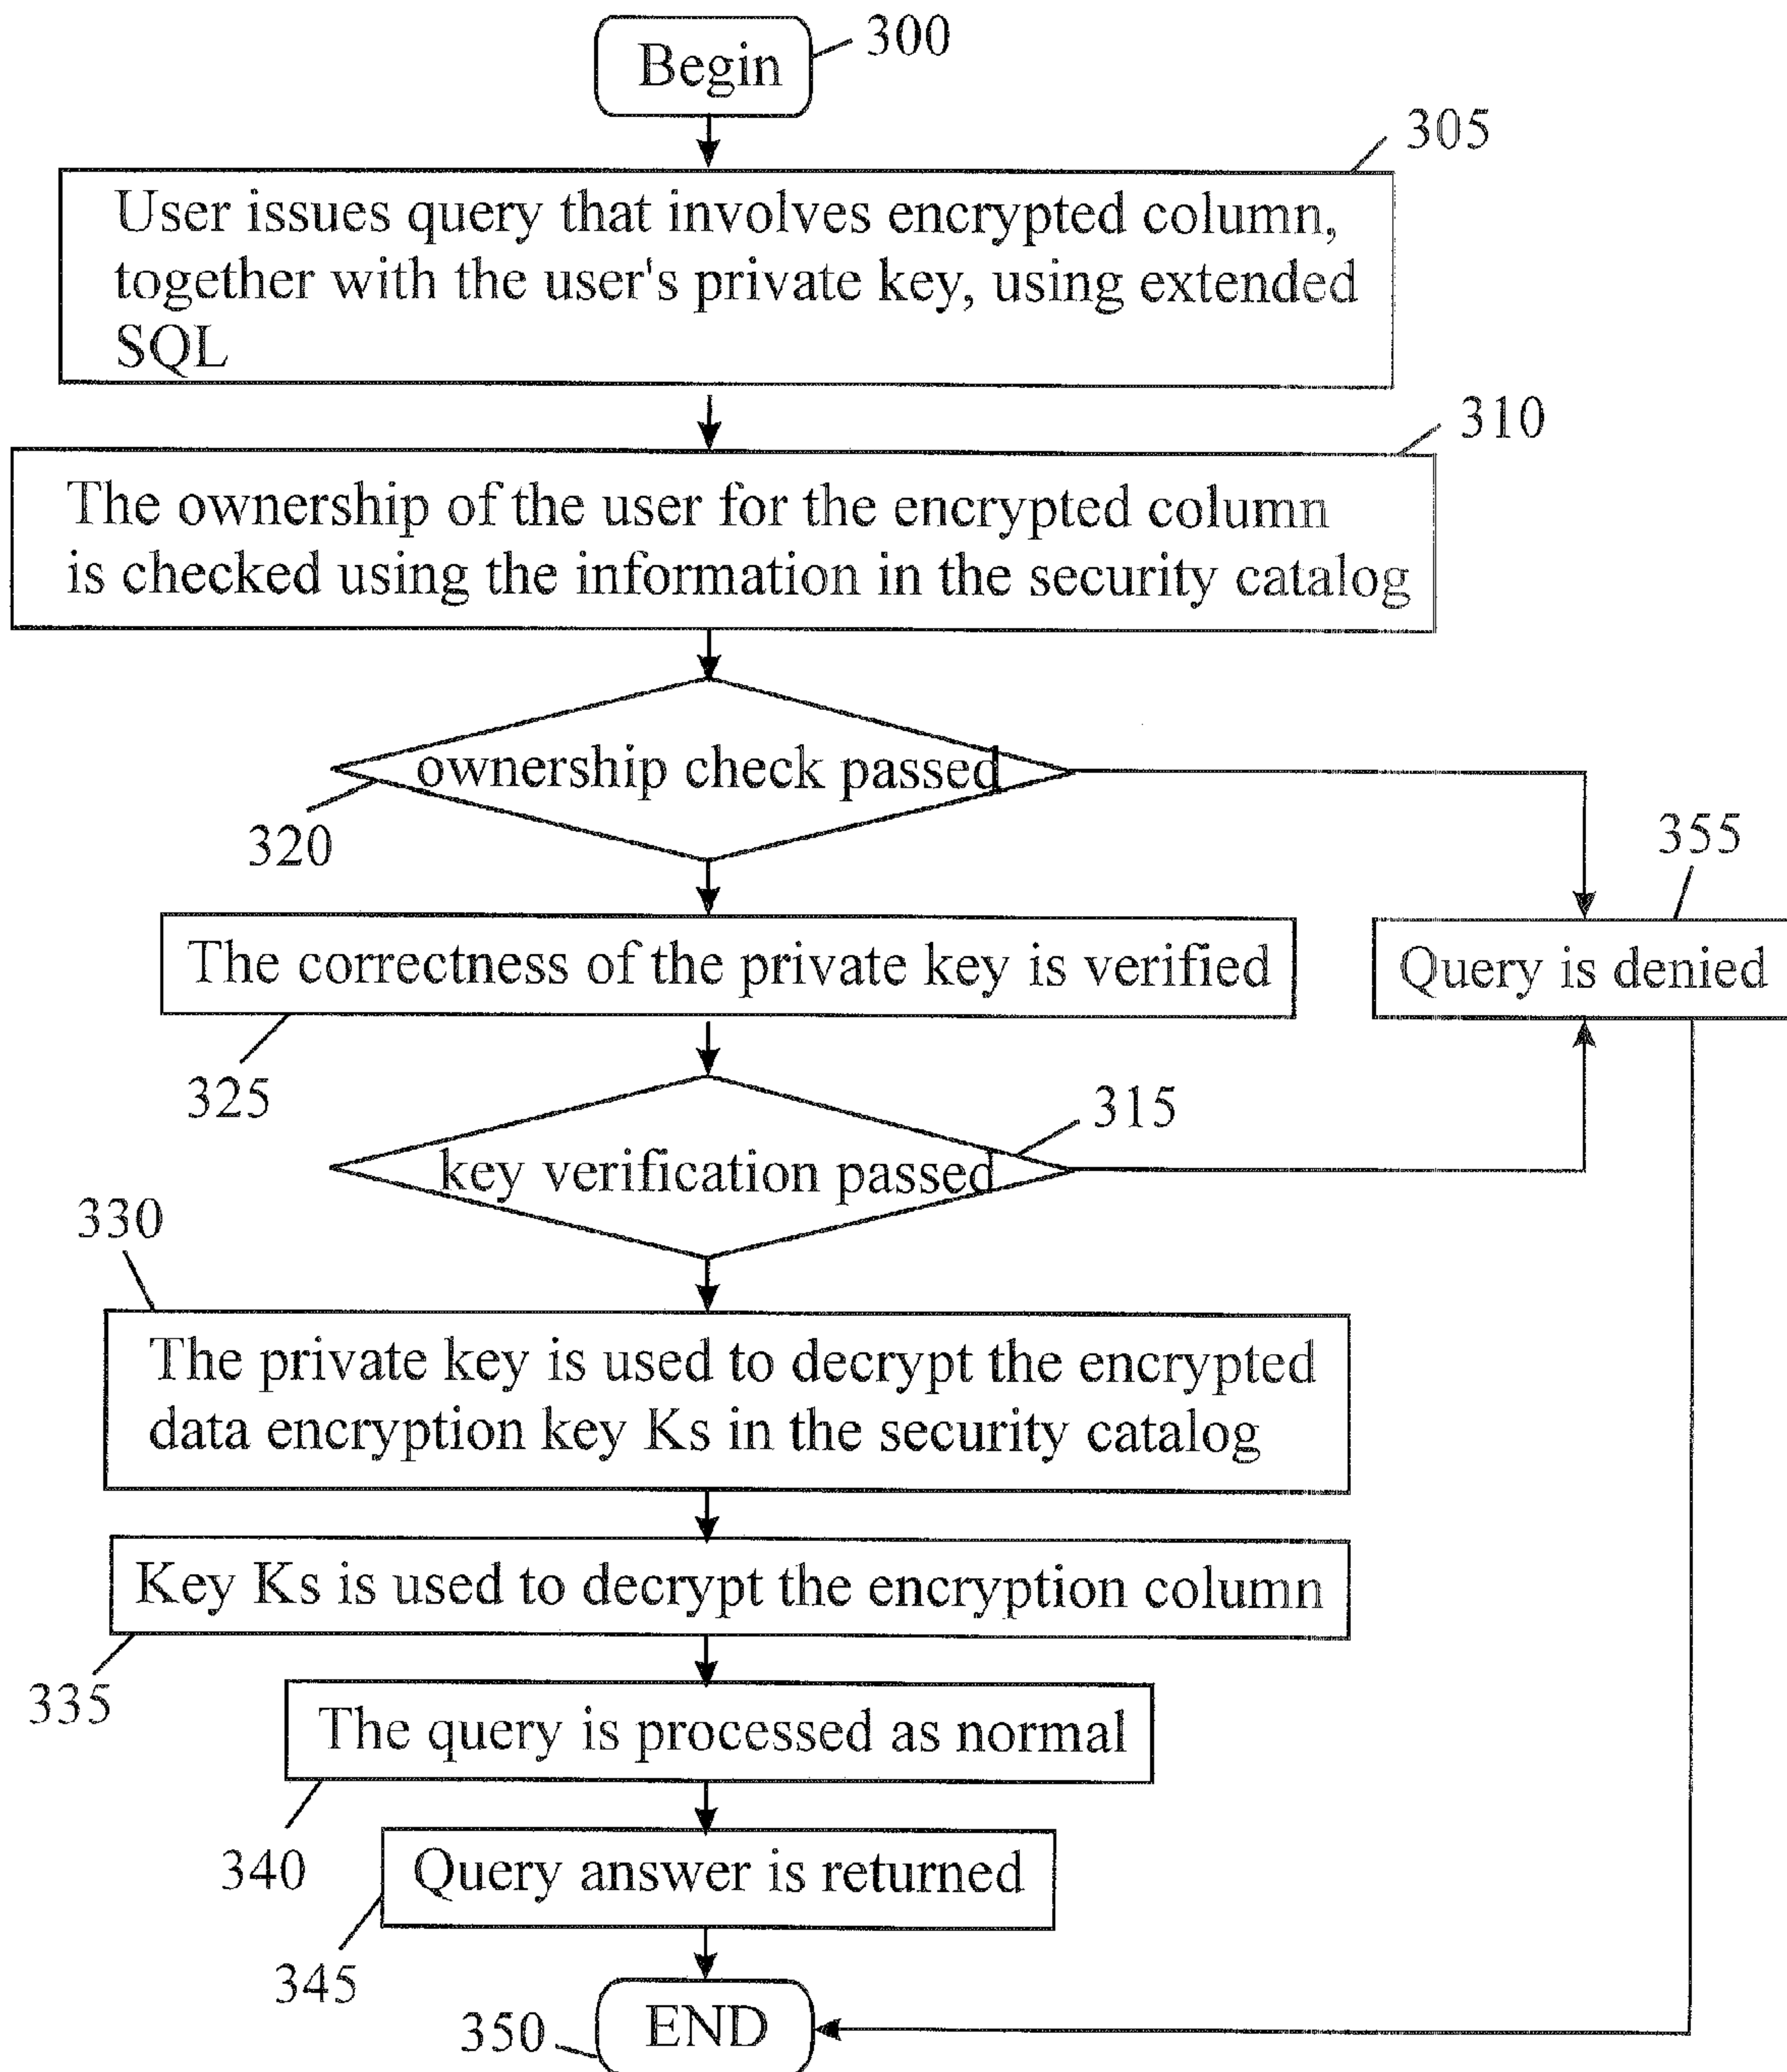 Begin
300
305
User issues query that involves encrypted column,
together with the user's private key, using extended
SQL
310
The ownership of the user for the encrypted column
is checked using the information in the security catalog
ownership check passed
320
355
The correctness of the private key is verified
Query is denied
325
315
key verification passed
330
The private key is used to decrypt the encrypted
data encryption key Ks in the security catalog
Key Ks is used to decrypt the encryption column
335
The query is processed as normal
340
Query answer is returned
345
END
350